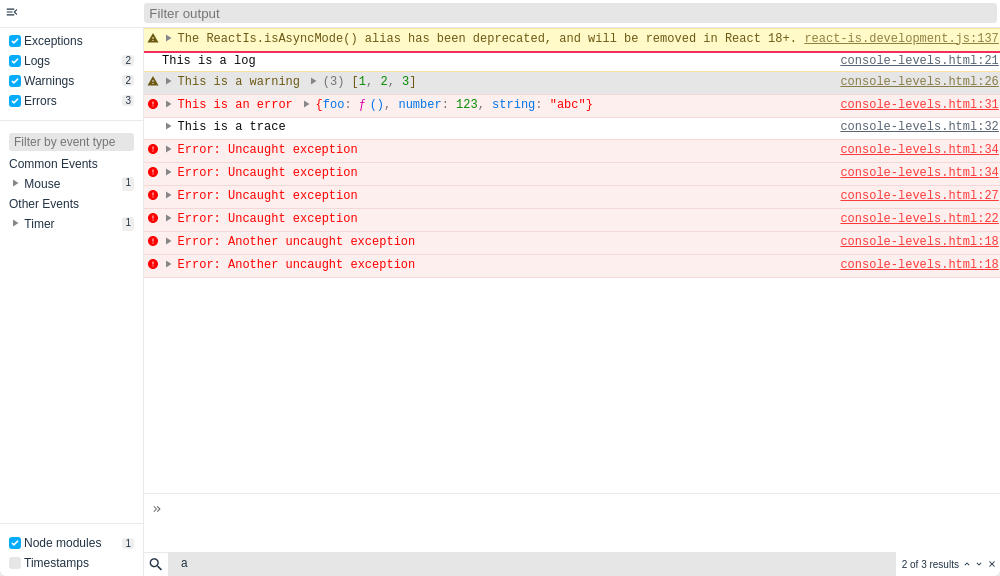 Filter output
Exceptions
Logs 2
Warnings 2
Errors 3
Filter by event type
Common Events
Mouse 1
Other Events
Timer 1
Node modules 1
Timestamps
The ReactIs.isAsyncMode() alias has been deprecated, and will be removed in React 18+. react-is.development.js:137
This is a log console-levels.html:21
This is a warning (3) [1, 2, 3] console-levels.html:26
This is an error {foo: ƒ (), number: 123, string: "abc"} console-levels.html:31
This is a trace console-levels.html:32
Error: Uncaught exception console-levels.html:34
Error: Uncaught exception console-levels.html:34
Error: Uncaught exception console-levels.html:27
Error: Uncaught exception console-levels.html:22
Error: Another uncaught exception console-levels.html:18
Error: Another uncaught exception console-levels.html:18
»
a 2 of 3 results